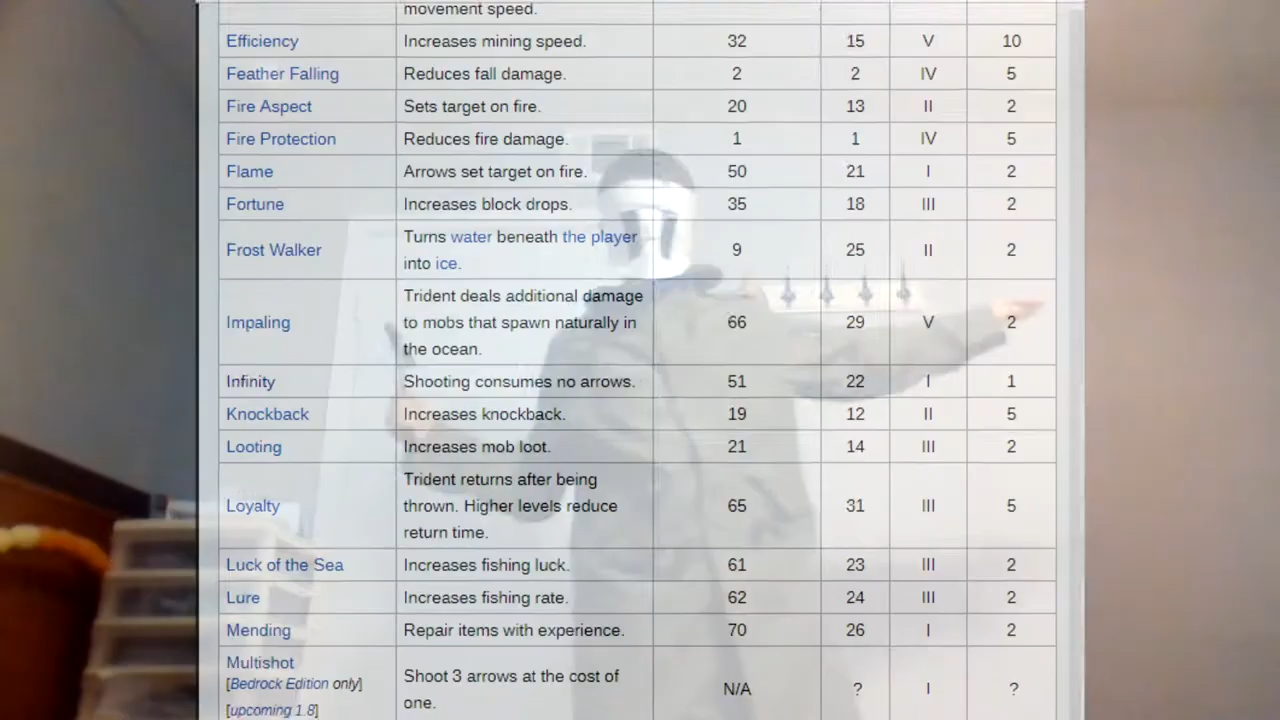 movement speed.
Efficiency Increases mining speed. 32 15 V 10
Feather Falling Reduces fall damage. 2 2 IV 5
Fire Aspect Sets target on fire. 20 13 II 2
Fire Protection Reduces fire damage. 1 1 IV 5
Flame Arrows set target on fire. 50 21 I 2
Fortune Increases block drops. 35 18 III 2
Frost Walker Turns water beneath the player 9 25 II 2
into ice.
Impaling Trident deals additional damage 66 29 V 2
to mobs that spawn naturally in
the ocean.
Infinity Shooting consumes no arrows. 51 22 I 1
Knockback Increases knockback. 19 12 II 5
Looting Increases mob loot. 21 14 III 2
Loyalty Trident returns after being 65 31 III 5
thrown. Higher levels reduce
return time.
Luck of the Sea Increases fishing luck. 61 23 III 2
Lure Increases fishing rate. 62 24 III 2
Mending Repair items with experience. 70 26 I 2
Multishot Shoot 3 arrows at the cost of N/A ? I ?
[Bedrock Edition only] one.
[upcoming 1.8]